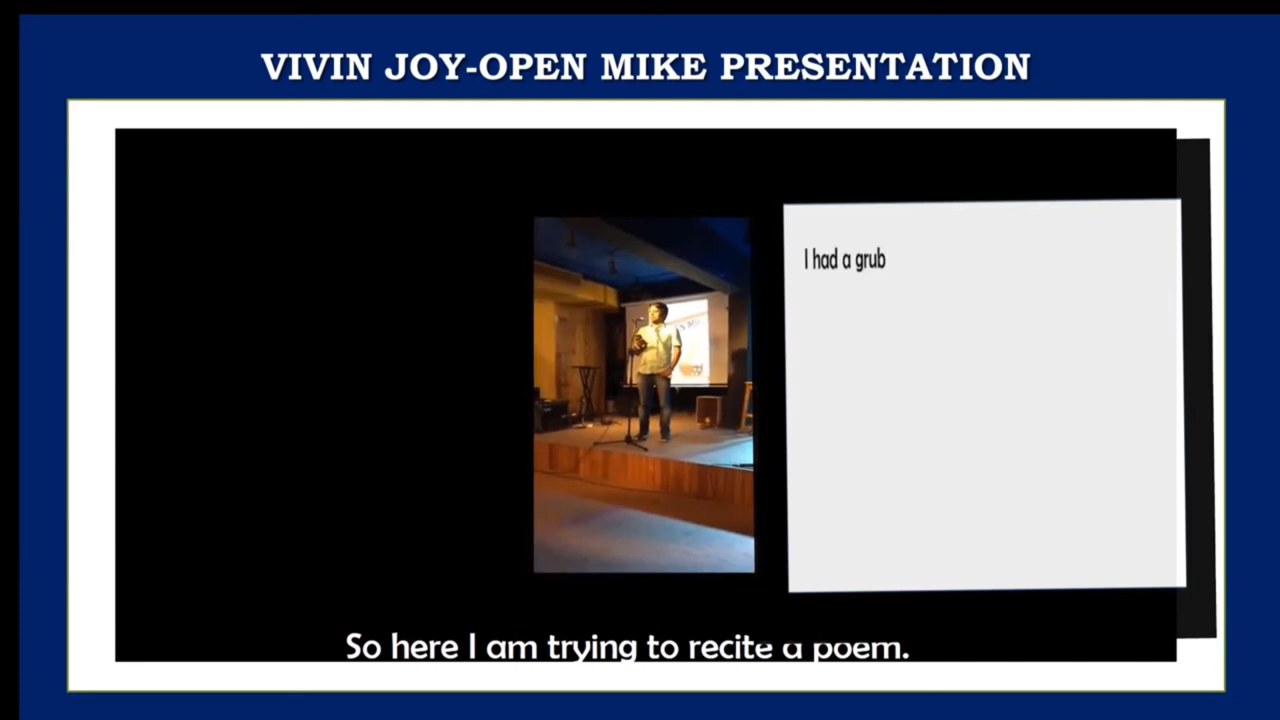 VIVIN JOY-OPEN MIKE PRESENTATION
I had a grub
So here I am trying to recite a poem.